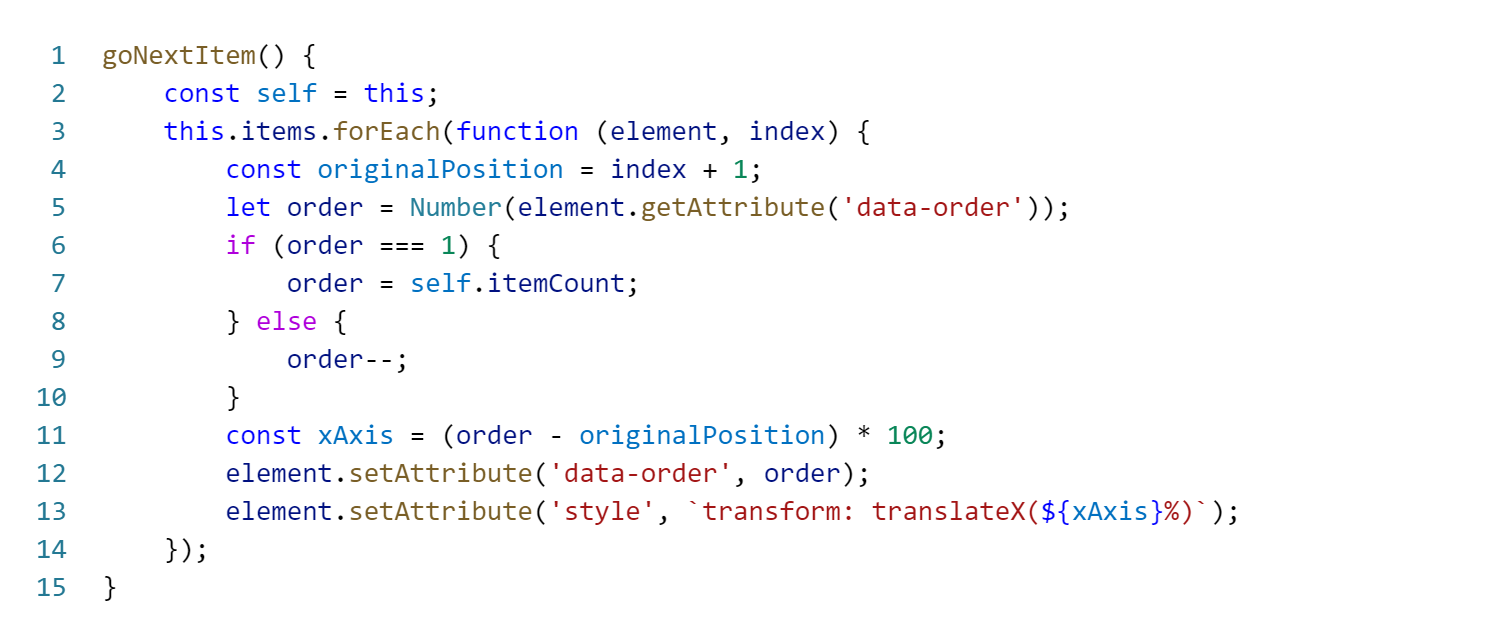 1 goNextItem() {
2     const self = this;
3     this.items.forEach(function (element, index) {
4         const originalPosition = index + 1;
5         let order = Number(element.getAttribute('data-order'));
6         if (order === 1) {
7             order = self.itemCount;
8         } else {
9             order--;
10         }
11         const xAxis = (order - originalPosition) * 100;
12         element.setAttribute('data-order', order);
13         element.setAttribute('style', `transform: translateX(${xAxis}%)`);
14     });
15 }